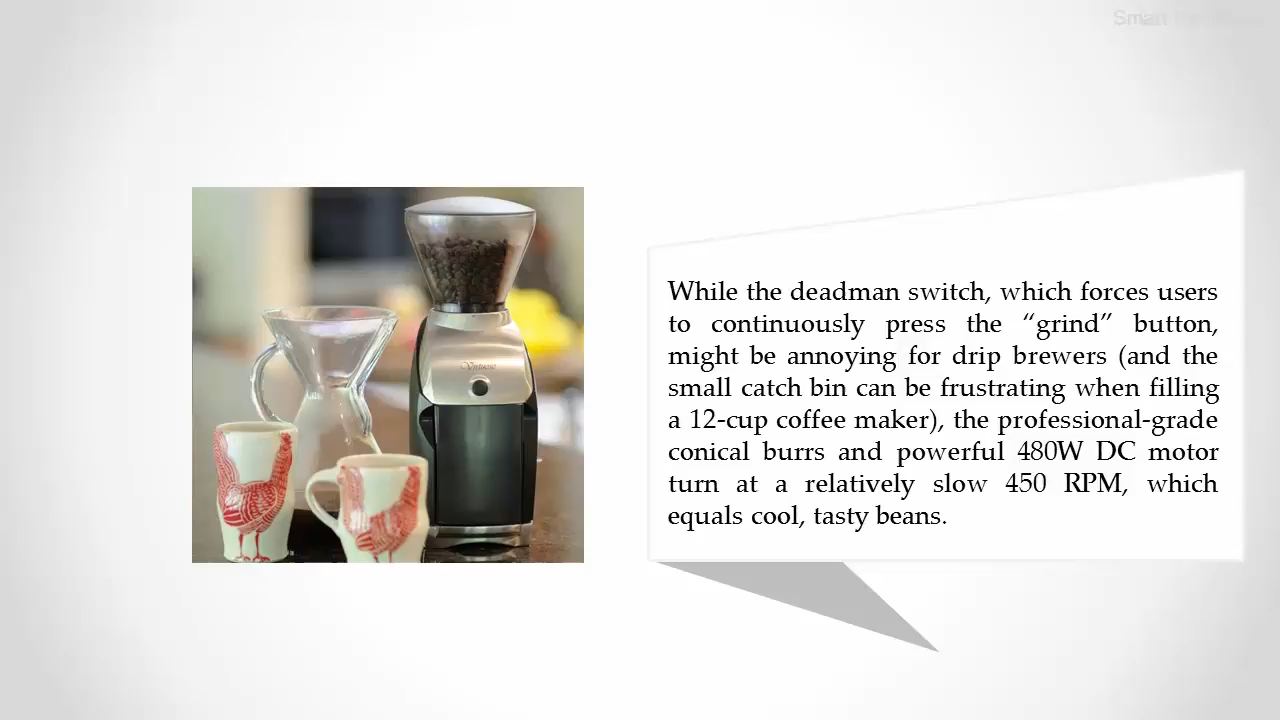 Smart
While the deadman switch, which forces users
to continuously press the “grind” button,
might be annoying for drip brewers (and the
small catch bin can be frustrating when filling
a 12-cup coffee maker), the professional-grade
conical burrs and powerful 480W DC motor
turn at a relatively slow 450 RPM, which
equals cool, tasty beans.
Virtuoso